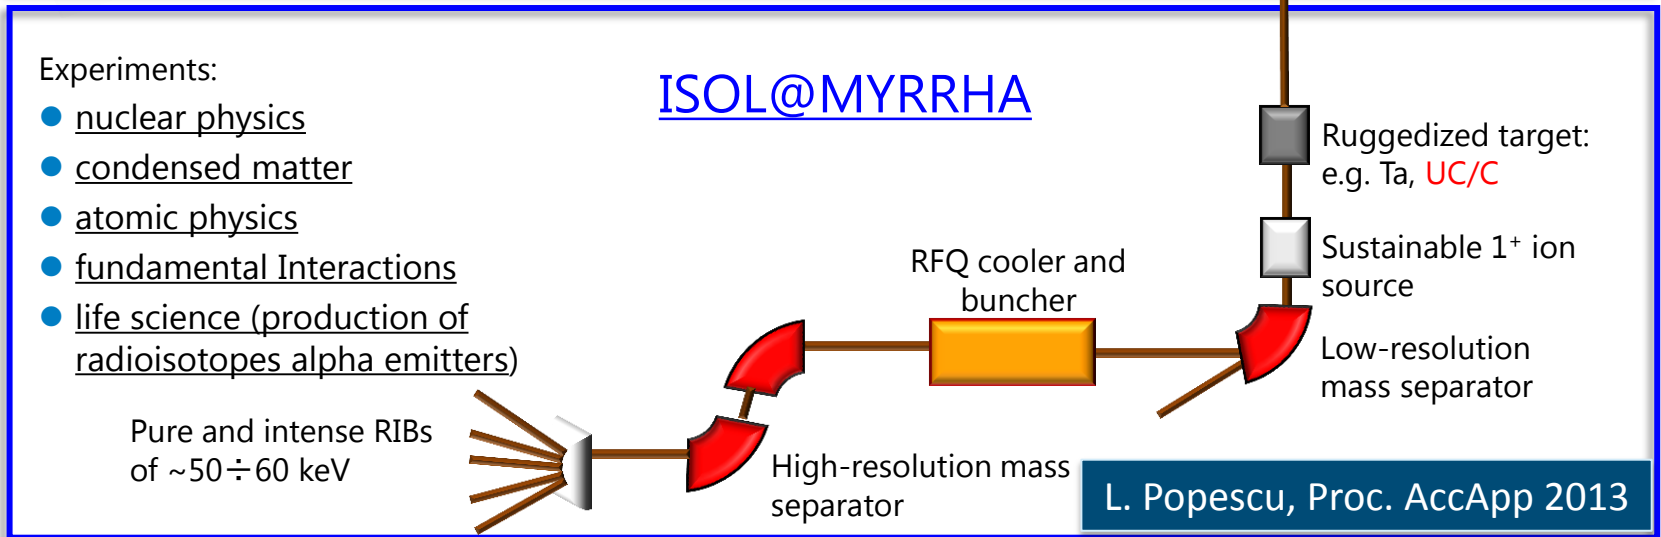 Experiments:
nuclear physics
condensed matter
atomic physics
fundamental Interactions
life science (production of
radioisotopes alpha emitters)
ISOL@MYRRHA
Ruggedized target:
e.g. Ta, UC/C
Sustainable 1⁺ ion
source
RFQ cooler and
buncher
Low-resolution
mass separator
Pure and intense RIBs
of ~50÷60 keV
High-resolution mass
separator
L. Popescu, Proc. AccApp 2013